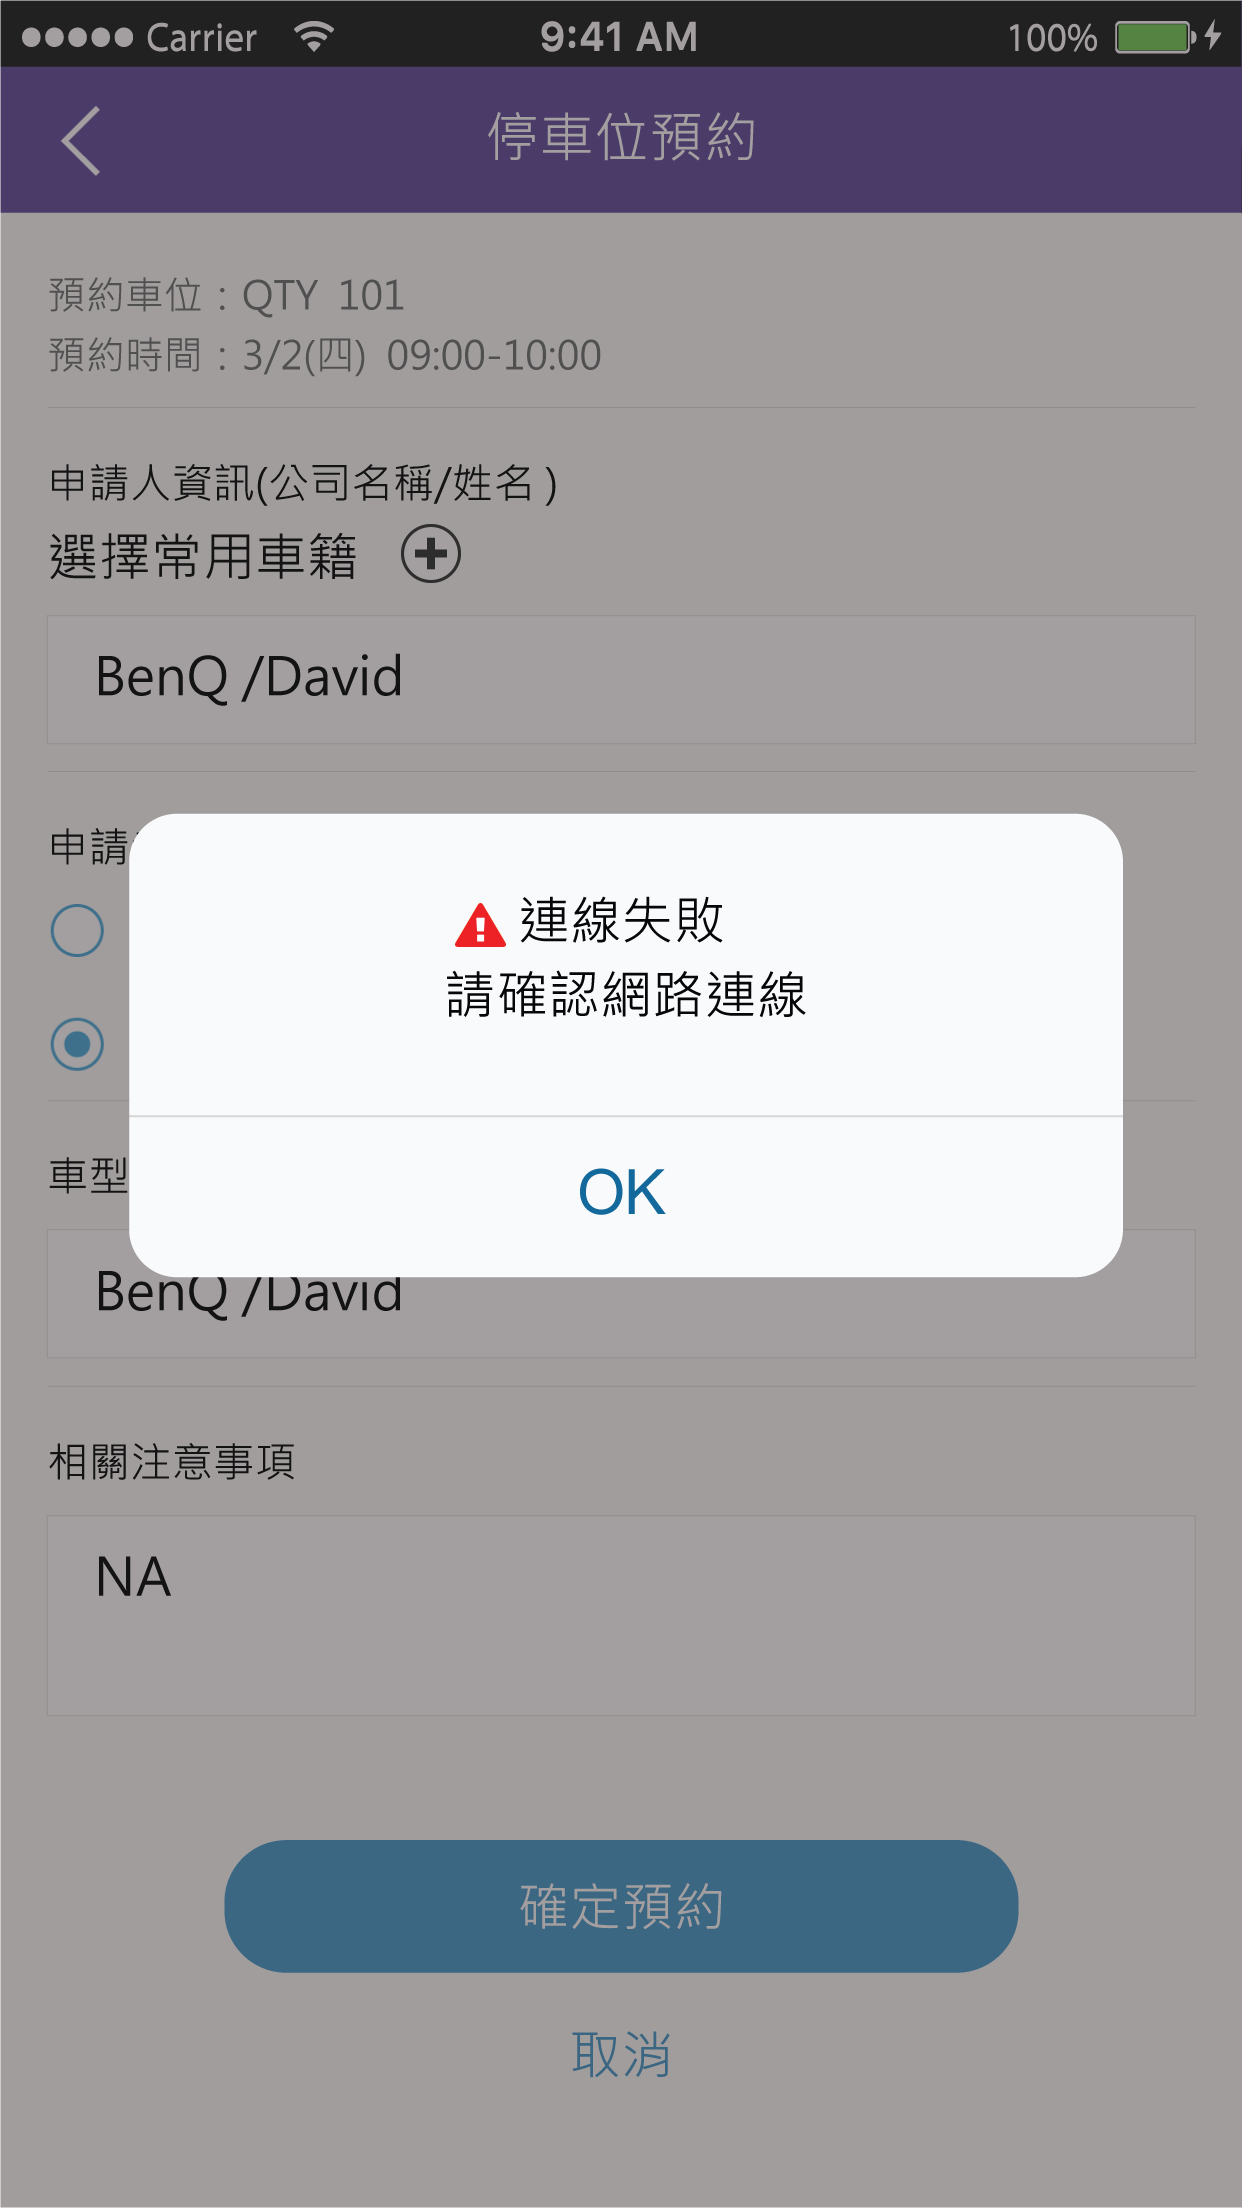 Carrier 9:41 AM 100%
停車位預約
預約車位：QTY 101
預約時間：3/2(四) 09:00-10:00
申請人資訊(公司名稱/姓名 )
選擇常用車籍
BenQ /David
申請
連線失敗
請確認網路連線
OK
車型
BenQ /David
相關注意事項
NA
確定預約
取消